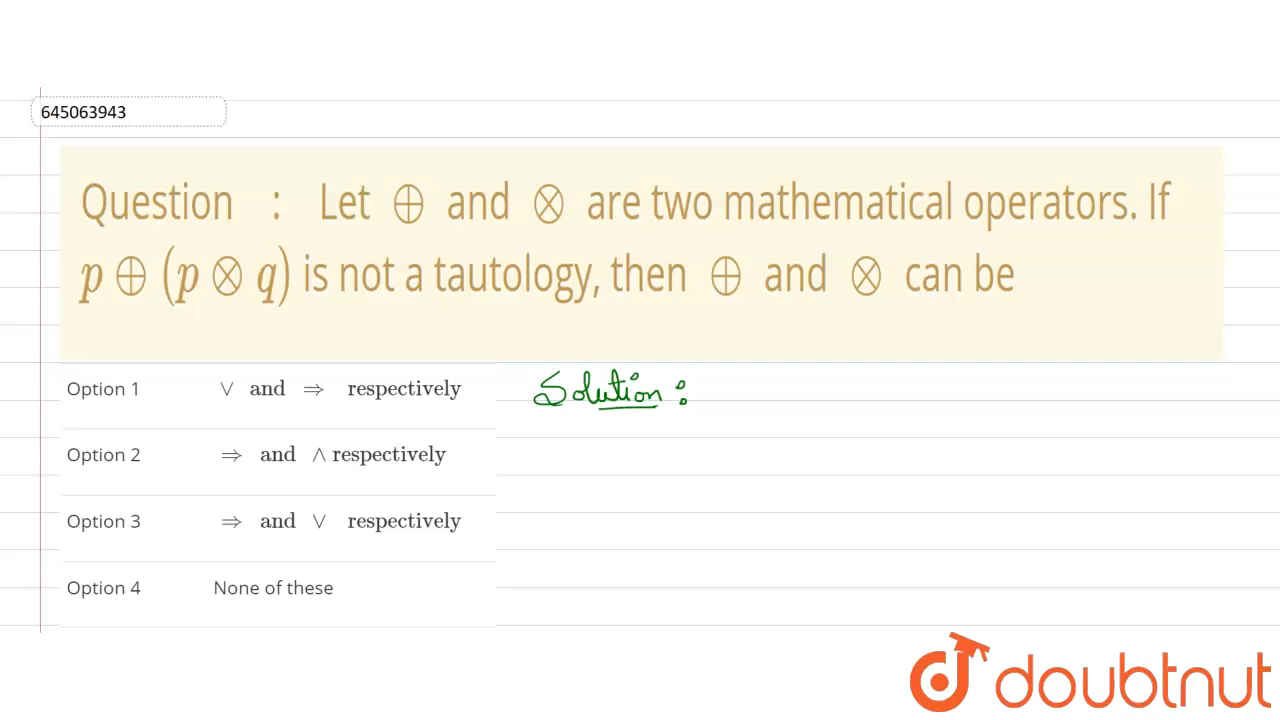 645063943
Question : Let ⊕ and ⊗ are two mathematical operators. If
p ⊕ (p ⊗ q) is not a tautology, then ⊕ and ⊗ can be
Option 1 ∨ and ⇒ respectively
Solution :
Option 2 ⇒ and ∧ respectively
Option 3 ⇒ and ∨ respectively
Option 4 None of these
doubtnut